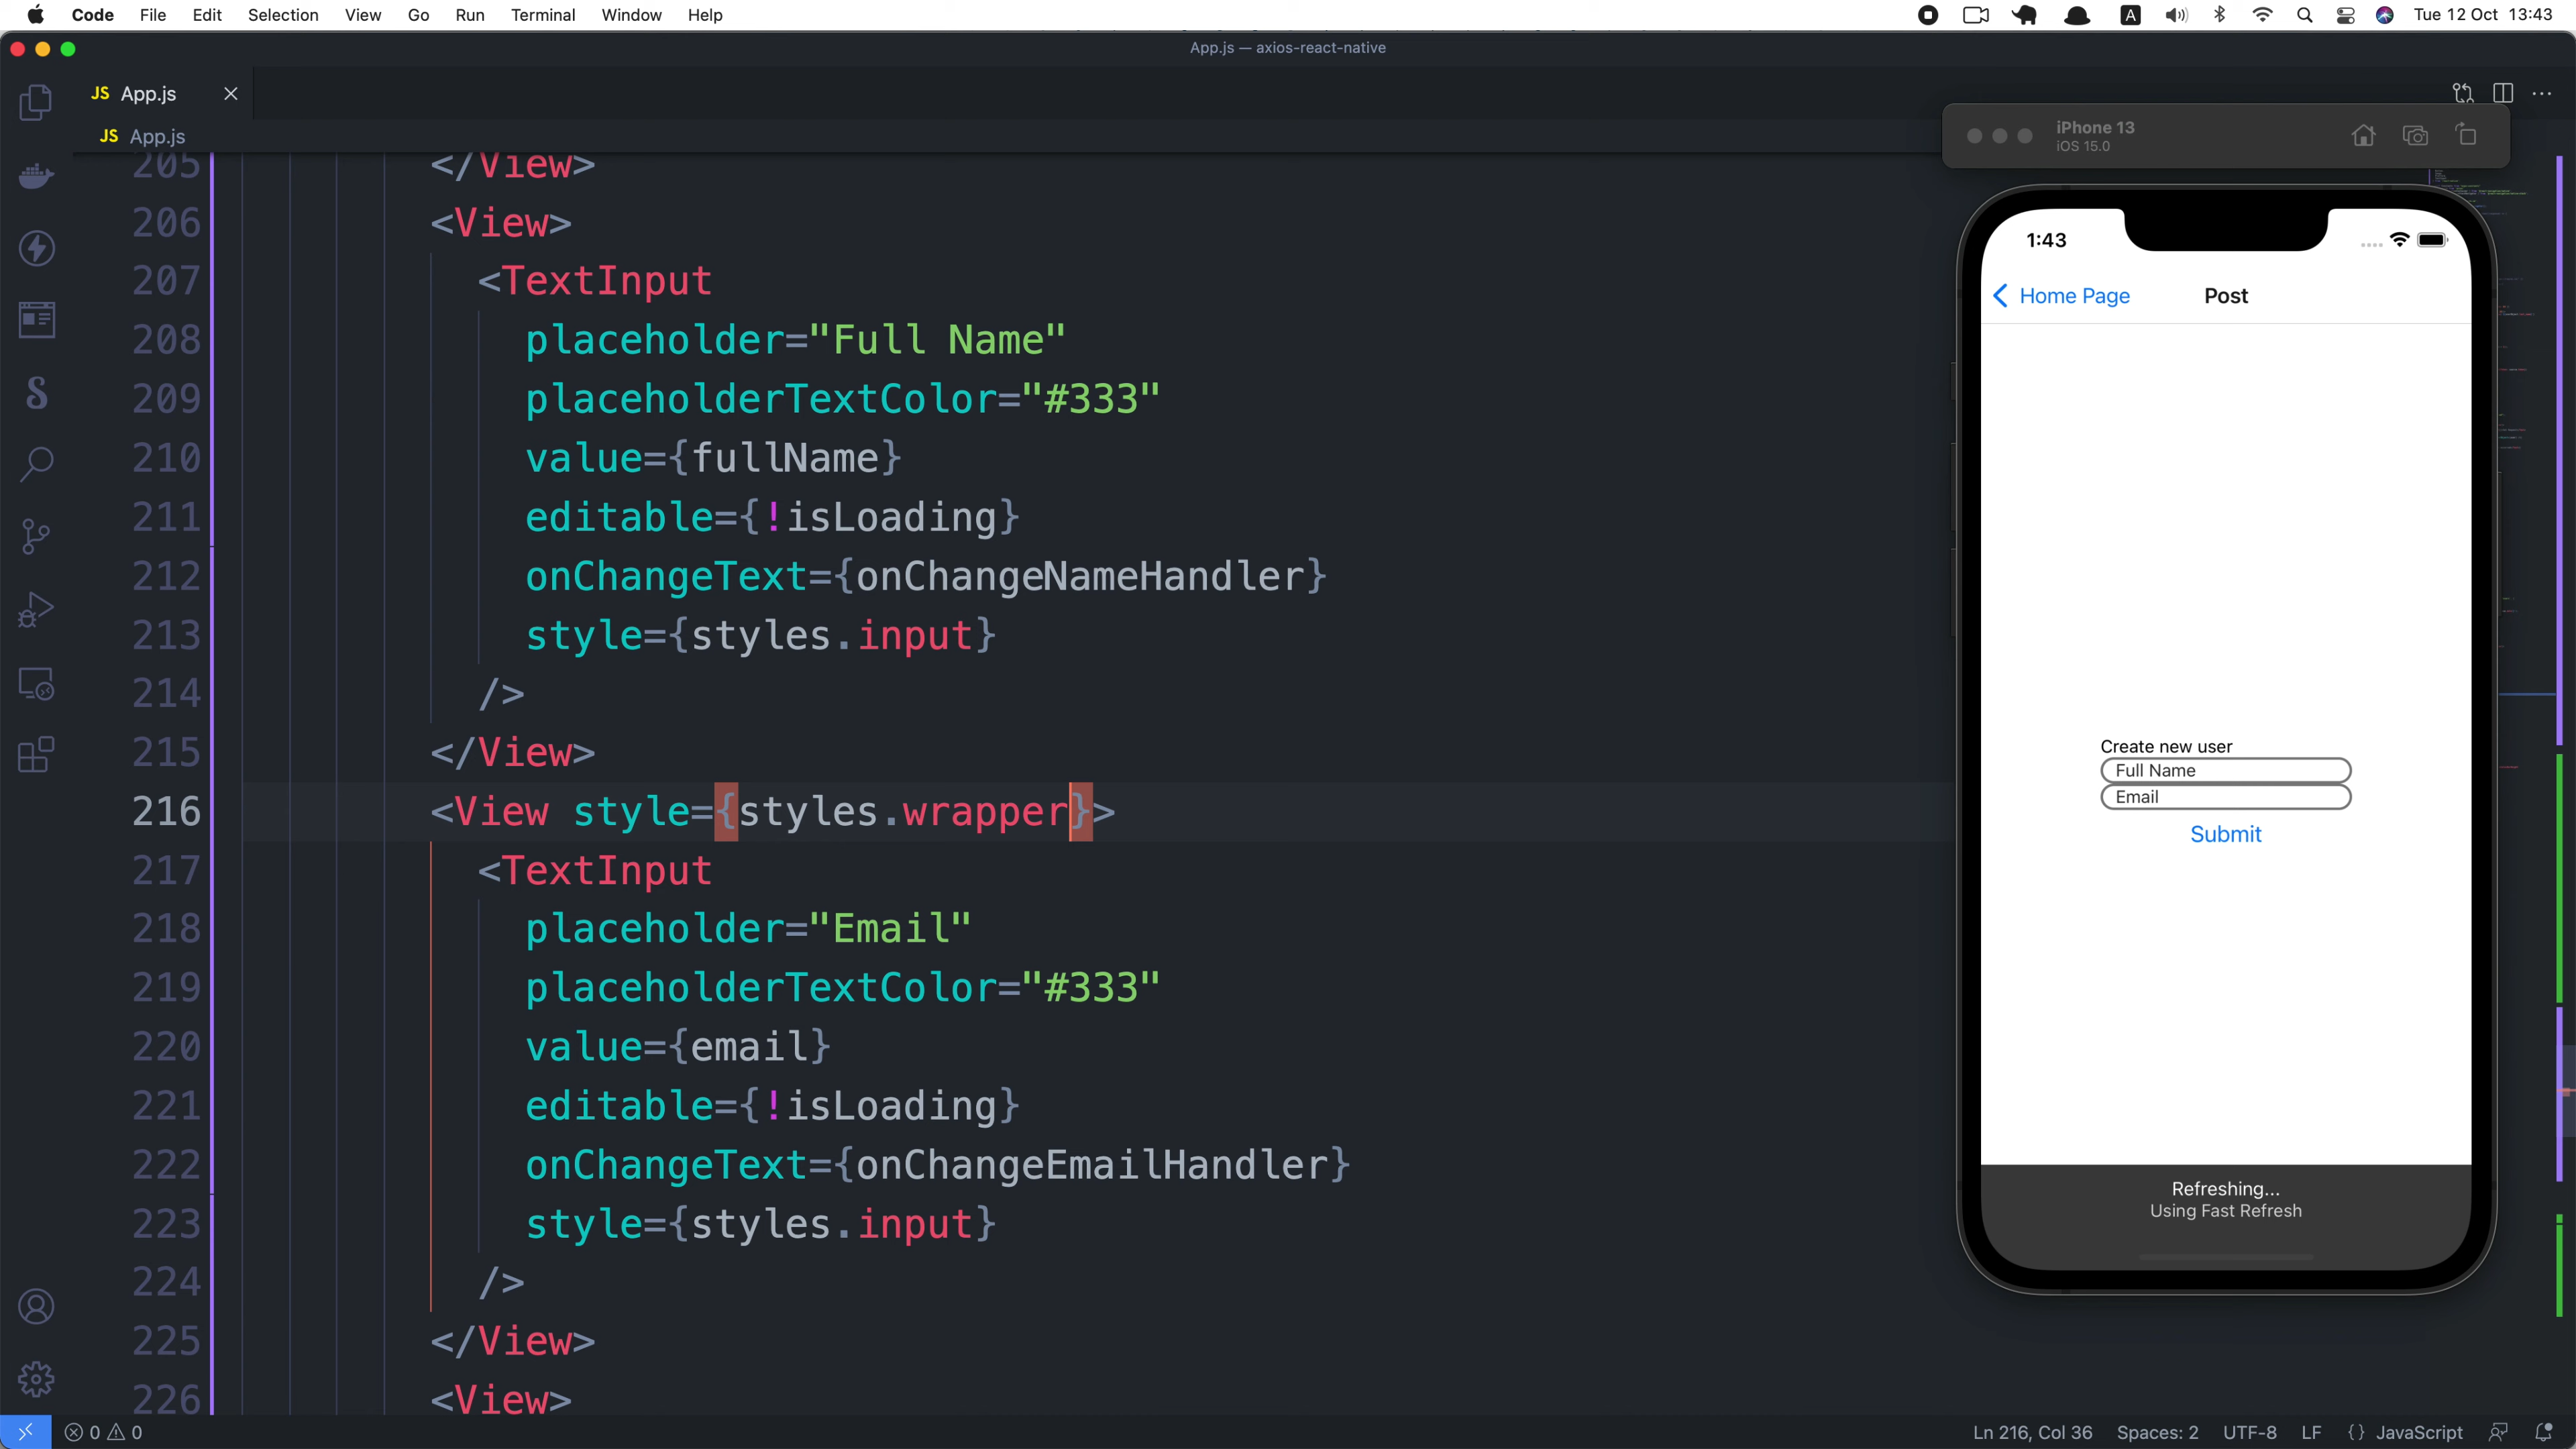 Code File Edit Selection View Go Run Terminal Window Help
A Tue 12 Oct 13:43
App.js — axios-react-native
JS App.js
JS App.js
iPhone 13
iOS 15.0
205 </View>
206 <View>
207 <TextInput
208 placeholder="Full Name"
209 placeholderTextColor="#333"
210 value={fullName}
211 editable={!isLoading}
212 onChangeText={onChangeNameHandler}
213 style={styles.input}
214 />
215 </View>
216 <View style={styles.wrapper}>
217 <TextInput
218 placeholder="Email"
219 placeholderTextColor="#333"
220 value={email}
221 editable={!isLoading}
222 onChangeText={onChangeEmailHandler}
223 style={styles.input}
224 />
225 </View>
226 <View>
1:43
Home Page Post
Create new user
Full Name
Email
Submit
Refreshing...
Using Fast Refresh
0 0
Ln 216, Col 36 Spaces: 2 UTF-8 LF {} JavaScript